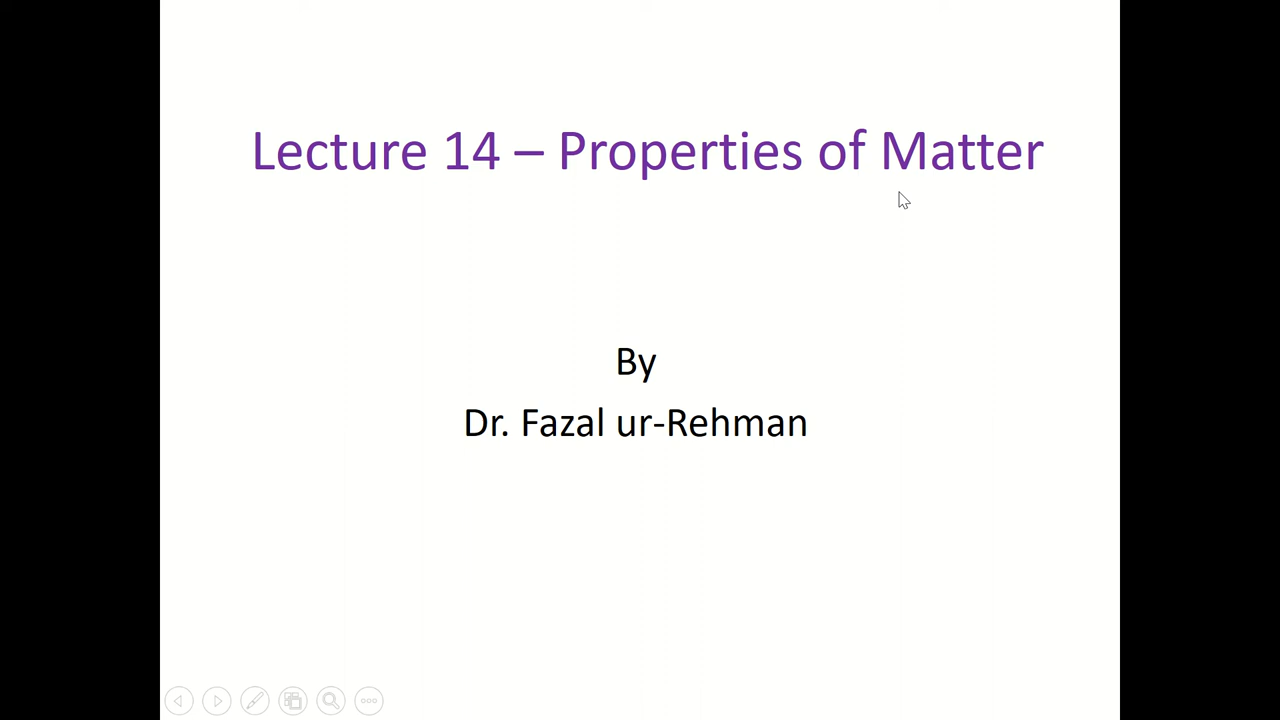 Lecture 14 – Properties of Matter
By
Dr. Fazal ur-Rehman